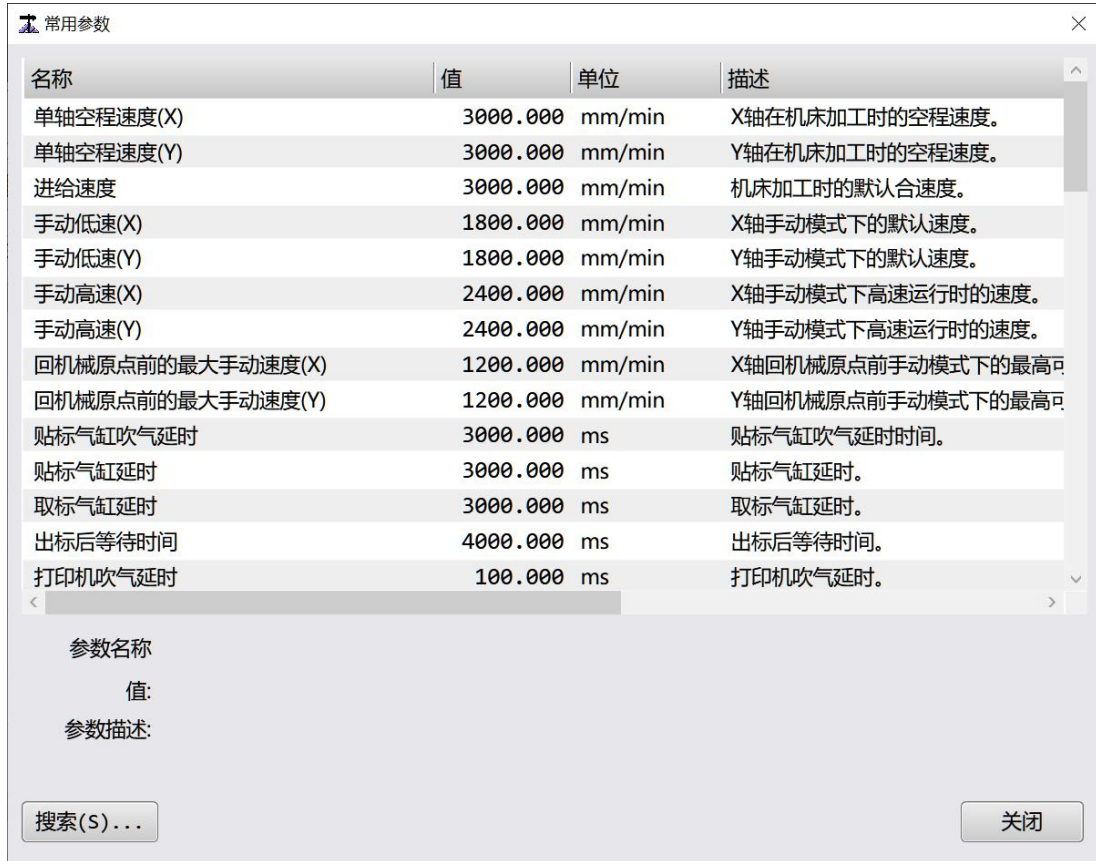 常用参数
名称 值 单位 描述
单轴空程速度(X) 3000.000 mm/min X轴在机床加工时的空程速度。
单轴空程速度(Y) 3000.000 mm/min Y轴在机床加工时的空程速度。
进给速度 3000.000 mm/min 机床加工时的默认合速度。
手动低速(X) 1800.000 mm/min X轴手动模式下的默认速度。
手动低速(Y) 1800.000 mm/min Y轴手动模式下的默认速度。
手动高速(X) 2400.000 mm/min X轴手动模式下高速运行时的速度。
手动高速(Y) 2400.000 mm/min Y轴手动模式下高速运行时的速度。
回机械原点前的最大手动速度(X) 1200.000 mm/min X轴回机械原点前手动模式下的最高可
回机械原点前的最大手动速度(Y) 1200.000 mm/min Y轴回机械原点前手动模式下的最高可
贴标气缸吹气延时 3000.000 ms 贴标气缸吹气延时时间。
贴标气缸延时 3000.000 ms 贴标气缸延时。
取标气缸延时 3000.000 ms 取标气缸延时。
出标后等待时间 4000.000 ms 出标后等待时间。
打印机吹气延时 100.000 ms 打印机吹气延时。
参数名称
值:
参数描述:
搜索(S)... 关闭